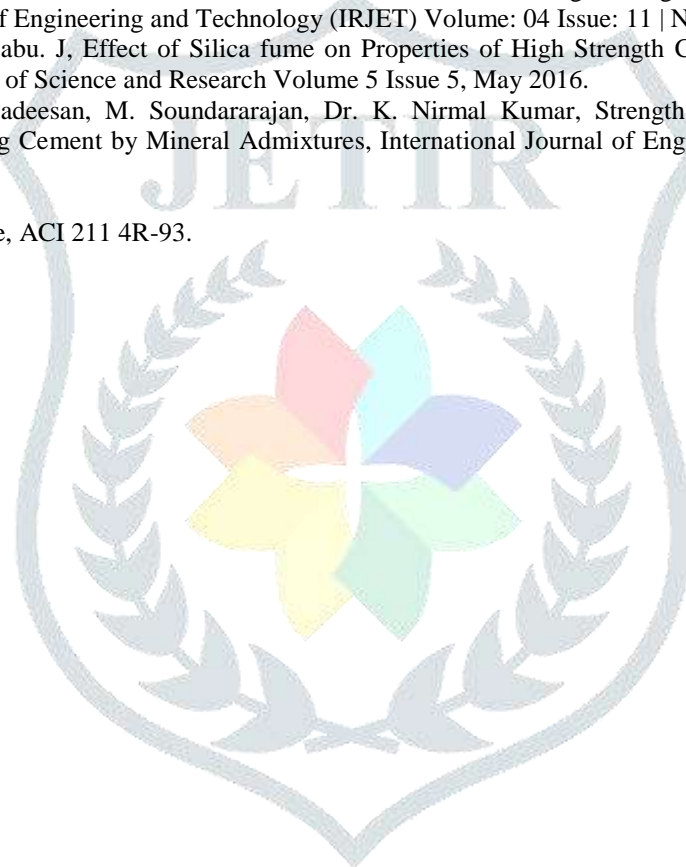 of Engineering and Technology (IRJET) Volume: 04 Issue: 11 | N
abu. J, Effect of Silica fume on Properties of High Strength C
of Science and Research Volume 5 Issue 5, May 2016.
adeesan, M. Soundararajan, Dr. K. Nirmal Kumar, Strength
g Cement by Mineral Admixtures, International Journal of Eng
JETIR
e, ACI 211 4R-93.